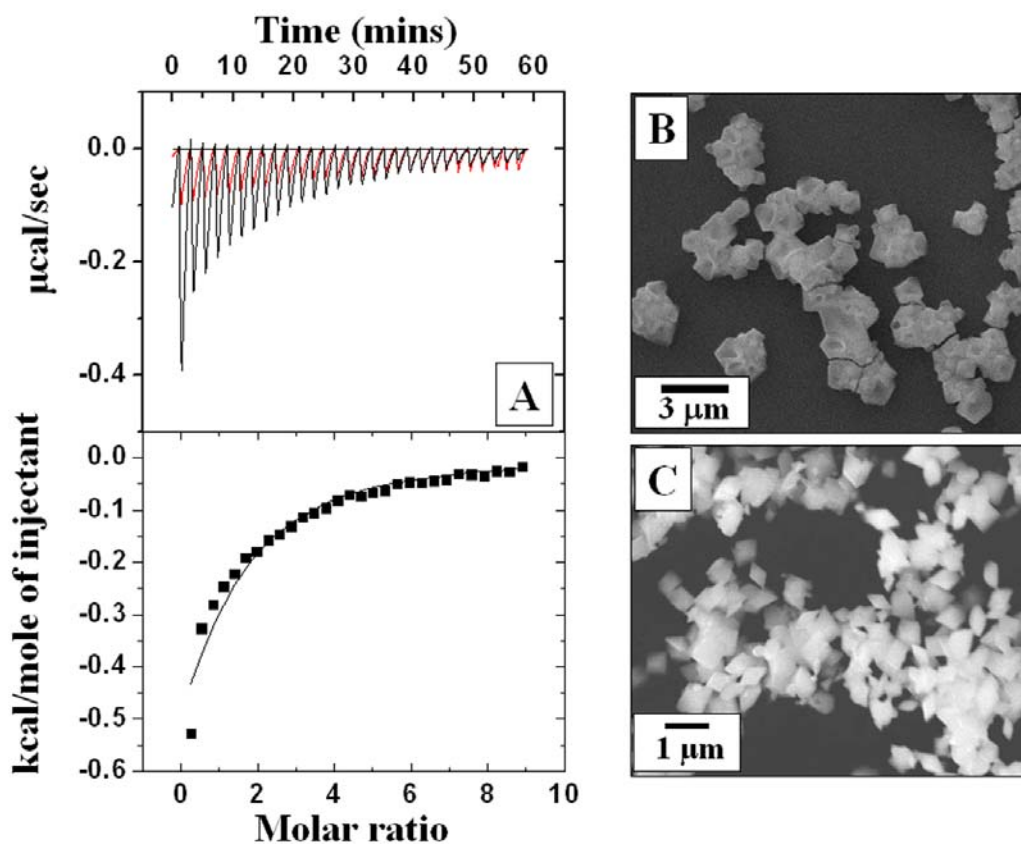 Time (mins)
0 10 20 30 40 50 60
0.0
-0.2
-0.4
μcal/sec
A
0.0
-0.1
-0.2
-0.3
-0.4
-0.5
-0.6
kcal/mole of injectant
0 2 4 6 8 10
Molar ratio
B
3 μm
C
1 μm